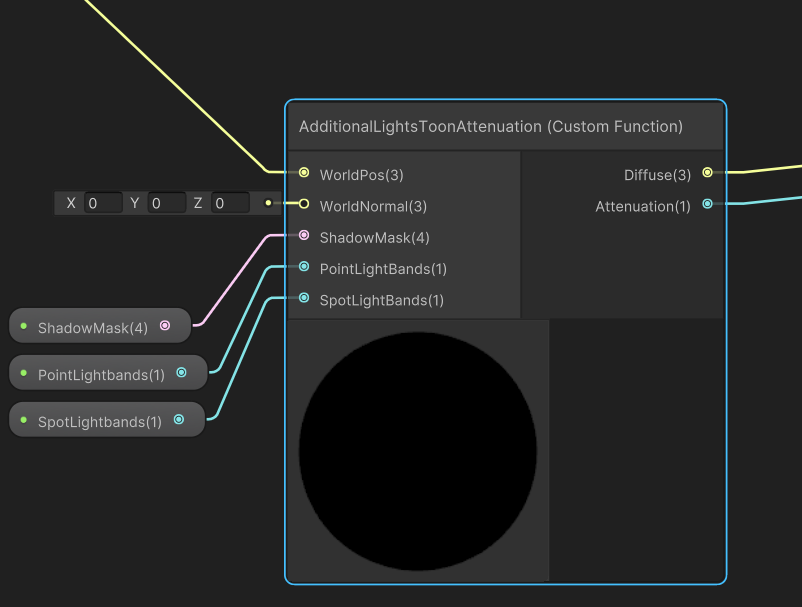 AdditionalLightsToonAttenuation (Custom Function)
WorldPos(3)
Diffuse(3)
X 0 Y 0 Z 0
WorldNormal(3)
Attenuation(1)
ShadowMask(4)
PointLightBands(1)
SpotLightBands(1)
ShadowMask(4)
PointLightbands(1)
SpotLightbands(1)